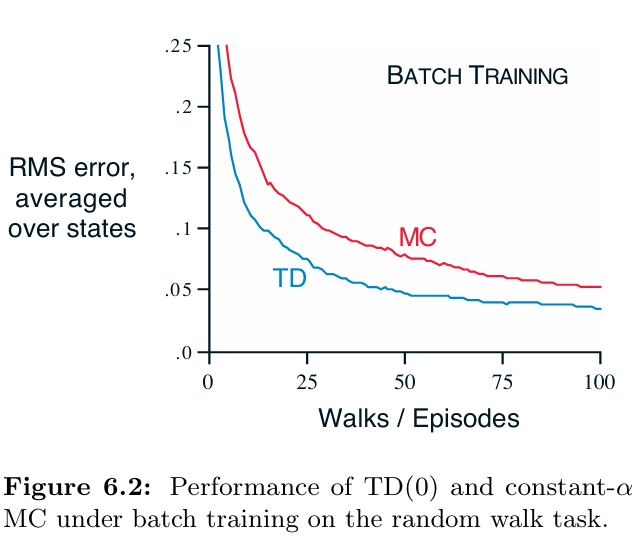 BATCH TRAINING
RMS error,
averaged
over states
.25
.2
.15
.1
.05
.0
MC
TD
0 25 50 75 100
Walks / Episodes
Figure 6.2: Performance of TD(0) and constant-α
MC under batch training on the random walk task.